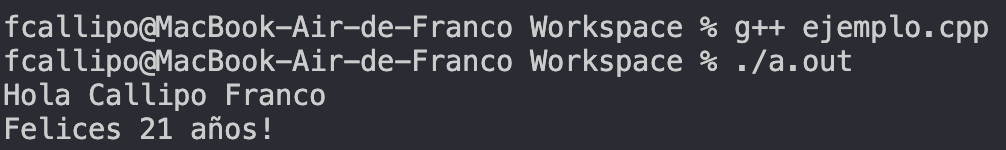 fcallipo@MacBook-Air-de-Franco Workspace % g++ ejemplo.cpp
fcallipo@MacBook-Air-de-Franco Workspace % ./a.out
Hola Callipo Franco
Felices 21 años!